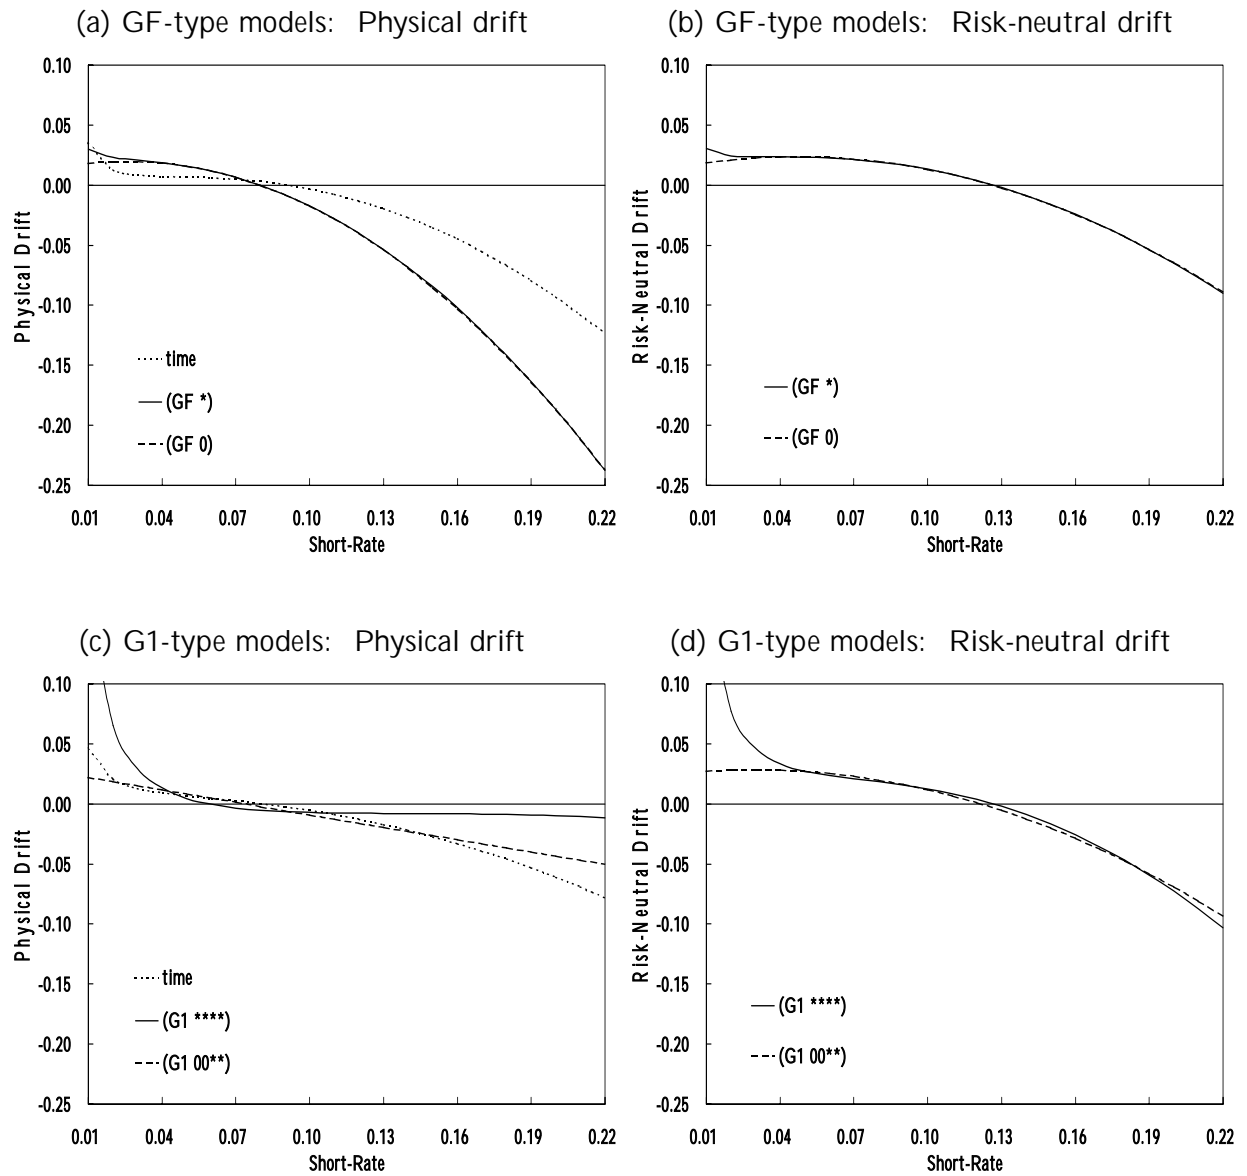 (a) GF-type models: Physical drift
0.10
0.05
0.00
-0.05
-0.10
-0.15
-0.20
-0.25
Physical Drift
time
(GF *)
(GF 0)
0.01 0.04 0.07 0.10 0.13 0.16 0.19 0.22
Short-Rate
(b) GF-type models: Risk-neutral drift
0.10
0.05
0.00
-0.05
-0.10
-0.15
-0.20
-0.25
Risk-Neutral Drift
(GF *)
(GF 0)
0.01 0.04 0.07 0.10 0.13 0.16 0.19 0.22
Short-Rate
(c) G1-type models: Physical drift
0.10
0.05
0.00
-0.05
-0.10
-0.15
-0.20
-0.25
Physical Drift
time
(G1 ****)
(G1 00**)
0.01 0.04 0.07 0.10 0.13 0.16 0.19 0.22
Short-Rate
(d) G1-type models: Risk-neutral drift
0.10
0.05
0.00
-0.05
-0.10
-0.15
-0.20
-0.25
Risk-Neutral Drift
(G1 ****)
(G1 00**)
0.01 0.04 0.07 0.10 0.13 0.16 0.19 0.22
Short-Rate